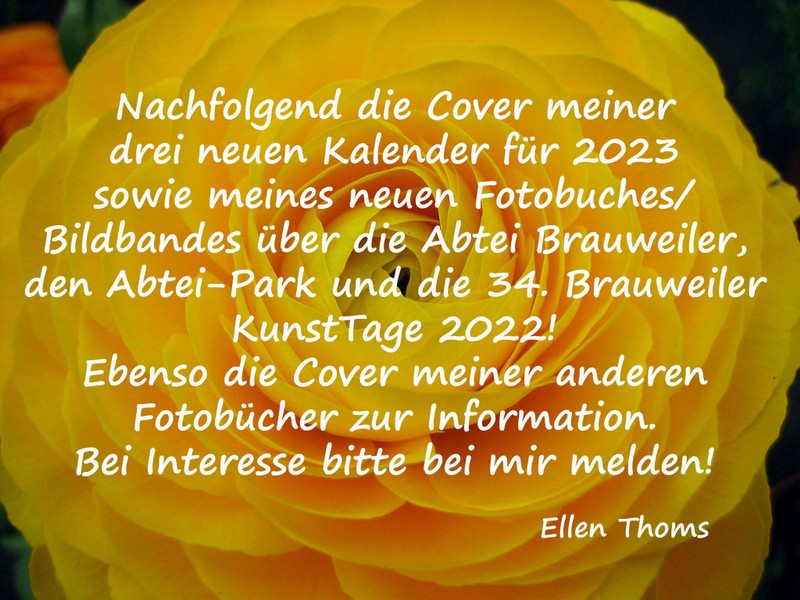 Nachfolgend die Cover meiner
drei neuen Kalender für 2023
sowie meines neuen Fotobuches/
Bildbandes über die Abtei Brauweiler,
den Abtei-Park und die 34. Brauweiler
KunstTage 2022!
Ebenso die Cover meiner anderen
Fotobücher zur Information.
Bei Interesse bitte bei mir melden!
Ellen Thoms